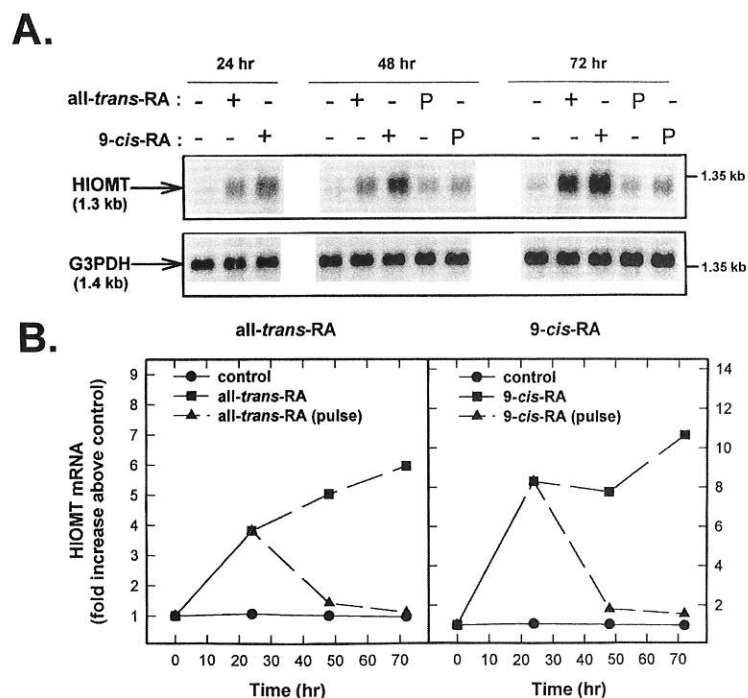 A.
24 hr 48 hr 72 hr
all-trans-RA : - + - - + - P - - + - P -
9-cis-RA : - - + - - + - P - - + - P
HIOMT
(1.3 kb)
1.35 kb
G3PDH
(1.4 kb)
1.35 kb
B.
all-trans-RA
9-cis-RA
HIOMT mRNA
(fold increase above control)
9
8
7
6
5
4
3
2
1
control
all-trans-RA
all-trans-RA (pulse)
0 10 20 30 40 50 60 70
Time (hr)
control
9-cis-RA
9-cis-RA (pulse)
14
12
10
8
6
4
2
0 10 20 30 40 50 60 70
Time (hr)